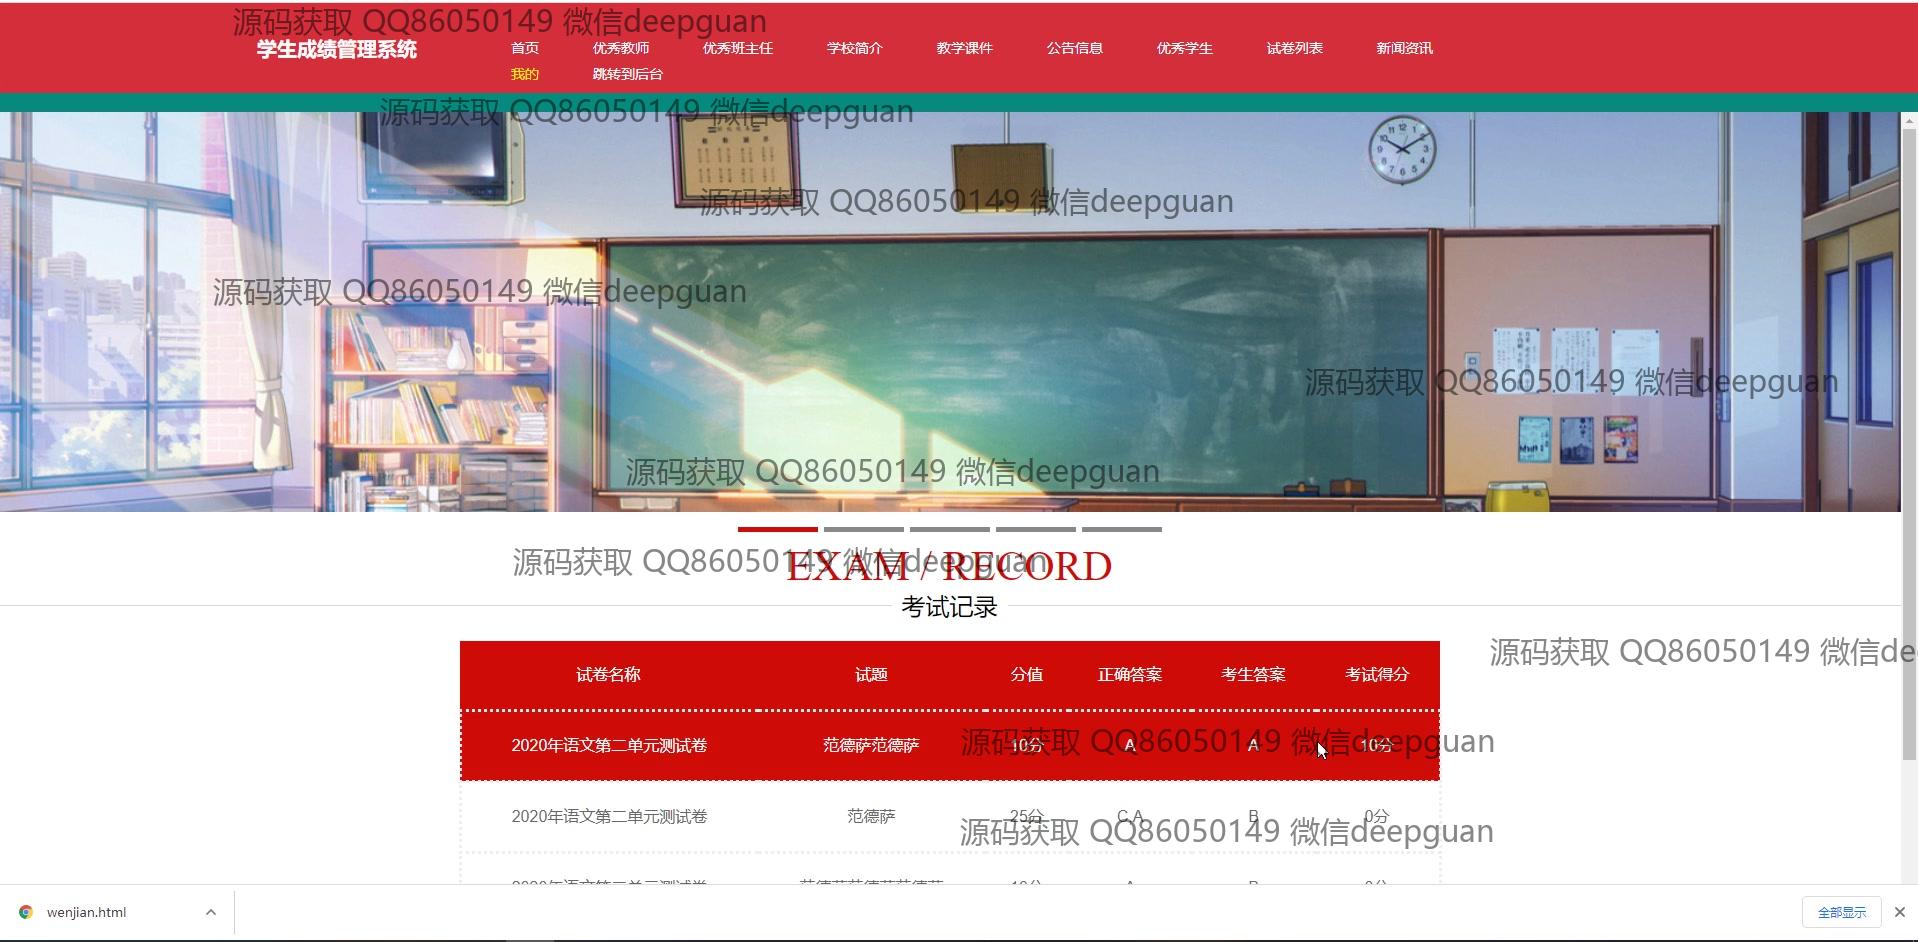 源码获取 QQ86050149 微信deepguan
学生成绩管理系统
首页 优秀教师 优秀班主任 学校简介 教学课件 公告信息 优秀学生 试卷列表 新闻资讯
我的 跳转到后台
源码获取 QQ86050149 微信deepguan
源码获取 QQ86050149 微信deepguan
源码获取 QQ86050149 微信deepguan
源码获取 QQ86050149 微信deepguan
源码获取 QQ86050149 微信deepguan
源码获取 QQ86050149 微信deepguan
EXAM / RECORD
考试记录
源码获取 QQ86050149 微信de
试卷名称 试题 分值 正确答案 考生答案 考试得分
2020年语文第二单元测试卷 范德萨范德萨 10分 A A 10分
源码获取 QQ86050149 微信deepguan
2020年语文第二单元测试卷 范德萨 25分 C,A B 0分
源码获取 QQ86050149 微信deepguan
wenjian.html 全部显示